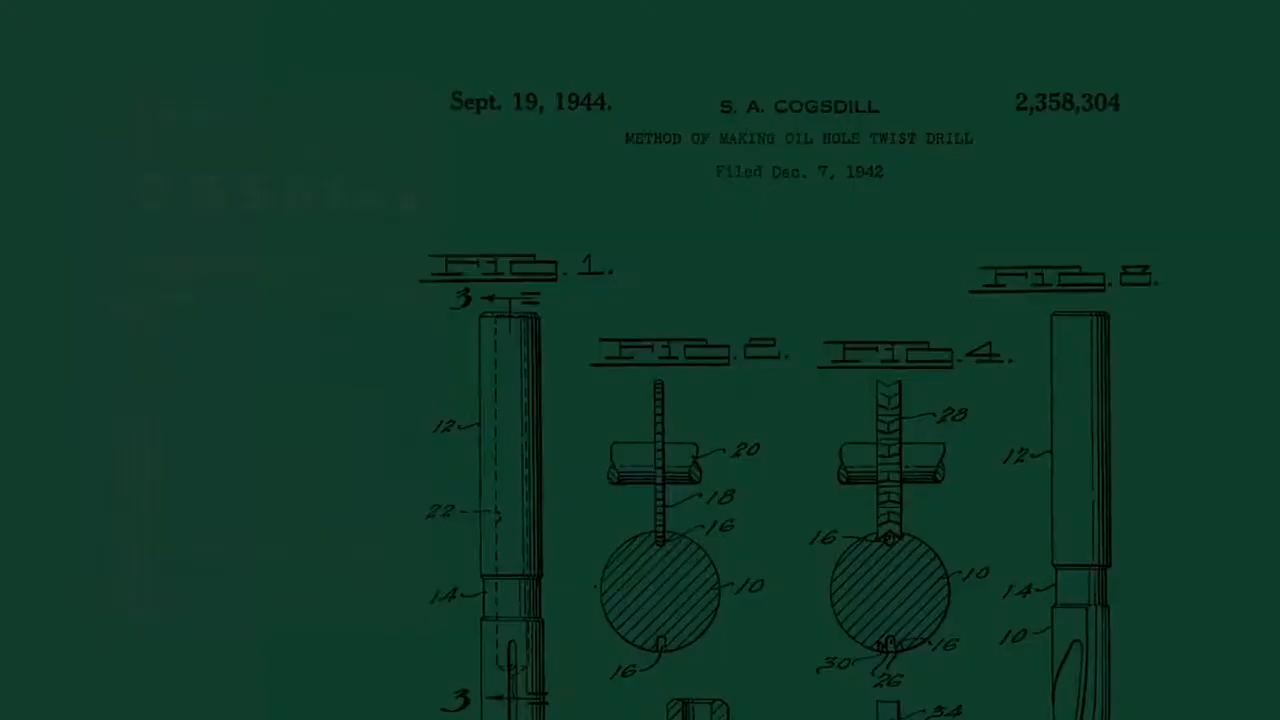 Sept. 19, 1944.
S. A. COGSDILL
2,358,304
METHOD OF MAKING OIL HOLE TWIST DRILL
Filed Dec. 7, 1942
FIG. 1.
FIG. 8.
3
FIG. 2.
FIG. 4.
12
28
20
12
22
18
16
16
10
10
14
14
10
16
16
30
26
3
34